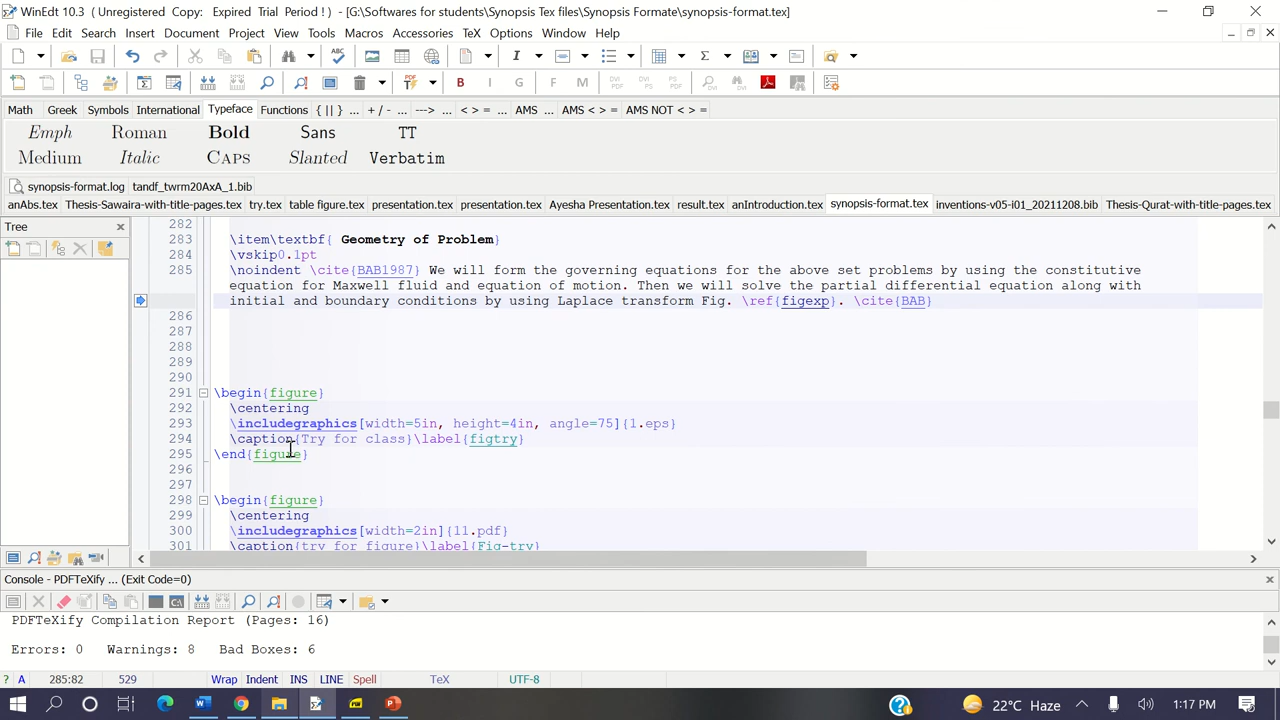 WinEdt 10.3 (Unregistered Copy: Expired Trial Period ! ) - [G:\Softwares for students\Synopsis Tex files\Synopsis Formate\synopsis-format.tex]
File Edit Search Insert Document Project View Tools Macros Accessories TeX Options Window Help
B I G F M
Math Greek Symbols International Typeface Functions { || } ... + / - ... ---> ... < > = ... AMS ... AMS < > = AMS NOT < > =
Emph Roman Bold Sans TT
Medium Italic Caps Slanted Verbatim
synopsis-format.log tandf_twrm20AxA_1.bib
anAbs.tex Thesis-Sawaira-with-title-pages.tex try.tex table figure.tex presentation.tex presentation.tex Ayesha Presentation.tex result.tex anIntroduction.tex synopsis-format.tex inventions-v05-i01_20211208.bib Thesis-Qurat-with-title-pages.tex
Tree
282
283 \item\textbf{ Geometry of Problem}
284 \vskip0.1pt
285 \noindent \cite{BAB1987} We will form the governing equations for the above set problems by using the constitutive
equation for Maxwell fluid and equation of motion. Then we will solve the partial differential equation along with
initial and boundary conditions by using Laplace transform Fig. \ref{figexp}. \cite{BAB}
286
287
288
289
290
291 \begin{figure}
292 \centering
293 \includegraphics[width=5in, height=4in, angle=75]{1.eps}
294 \caption{Try for class}\label{figtry}
295 \end{figure}
296
297
298 \begin{figure}
299 \centering
300 \includegraphics[width=2in]{11.pdf}
301 \caption{try for figure}\label{Fig-try}
Console - PDFTeXify ... (Exit Code=0)
PDFTeXify Compilation Report (Pages: 16)
Errors: 0 Warnings: 8 Bad Boxes: 6
? A 285:82 529 Wrap Indent INS LINE Spell TeX UTF-8
22°C Haze 1:17 PM